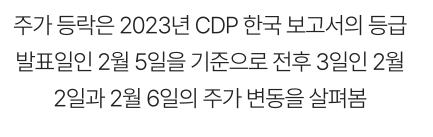 주가 등락은 2023년 CDP 한국 보고서의 등급
발표일인 2월 5일을 기준으로 전후 3일인 2월
2일과 2월 6일의 주가 변동을 살펴봄